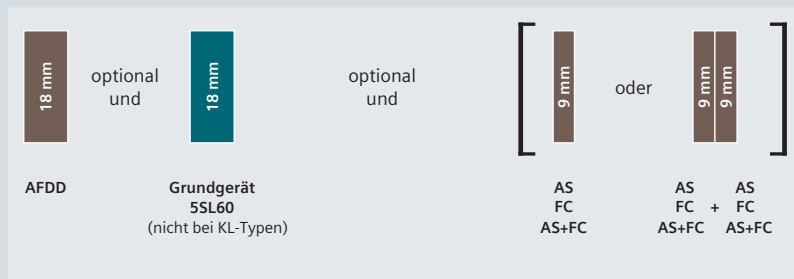 18 mm
optional
und
18 mm
optional
und
9 mm
oder
9 mm
9 mm
AFDD
Grundgerät
5SL60
(nicht bei KL-Typen)
AS
FC
AS+FC
AS AS
FC + FC
AS+FC AS+FC